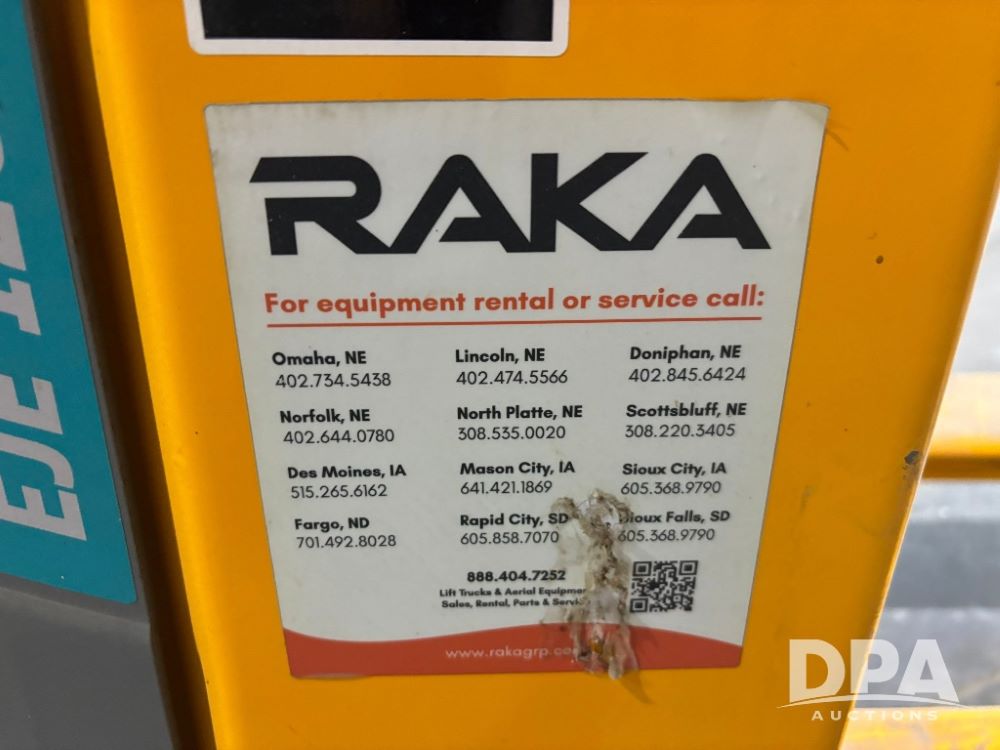 RAKA
For equipment rental or service call:
Omaha, NE
402.734.5438
Lincoln, NE
402.474.5566
Doniphan, NE
402.845.6424
Norfolk, NE
402.644.0780
North Platte, NE
308.535.0020
Scottsbluff, NE
308.220.3405
Des Moines, IA
515.265.6162
Mason City, IA
641.421.1869
Sioux City, IA
605.368.9790
Fargo, ND
701.492.8028
Rapid City, SD
605.858.7070
Sioux Falls, SD
605.368.9790
888.404.7252
Lift Trucks & Aerial
Sales, Rental, Parts &
DPA
AUCTIONS